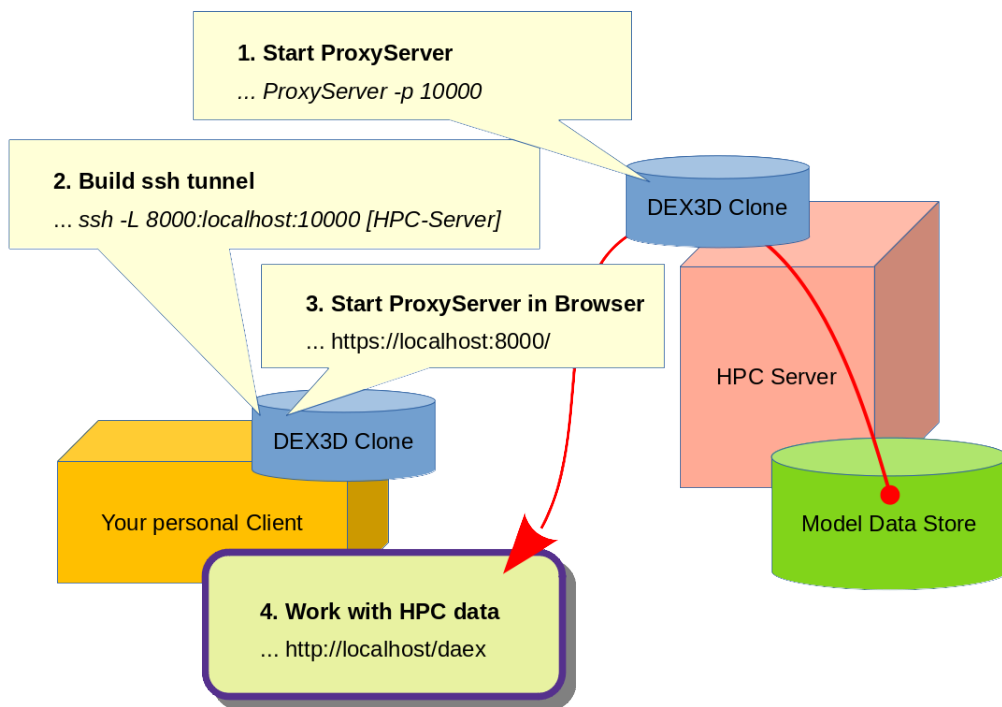 1. Start ProxyServer
... ProxyServer -p 10000
DEX3D Clone
2. Build ssh tunnel
... ssh -L 8000:localhost:10000 [HPC-Server]
3. Start ProxyServer in Browser
... https://localhost:8000/
HPC Server
DEX3D Clone
Your personal Client
Model Data Store
4. Work with HPC data
... http://localhost/daex